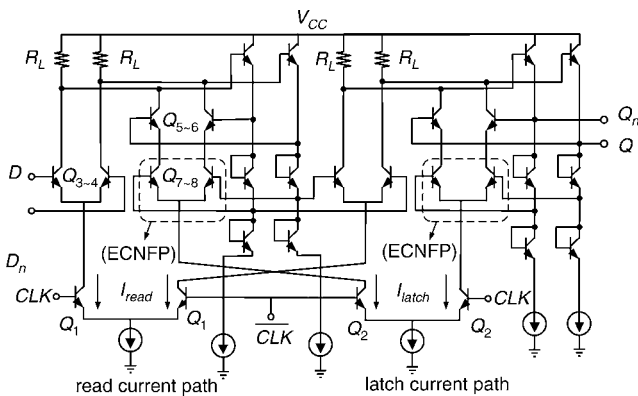 V_CC
R_L R_L R_L R_L
Q_5~6
Q_n
Q
D Q_3~4 Q_7~8
(ECNFP) (ECNFP)
D_n
CLK I_read I_latch CLK
Q_1 Q_1 C̅L̅K̅ Q_2 Q_2
read current path latch current path